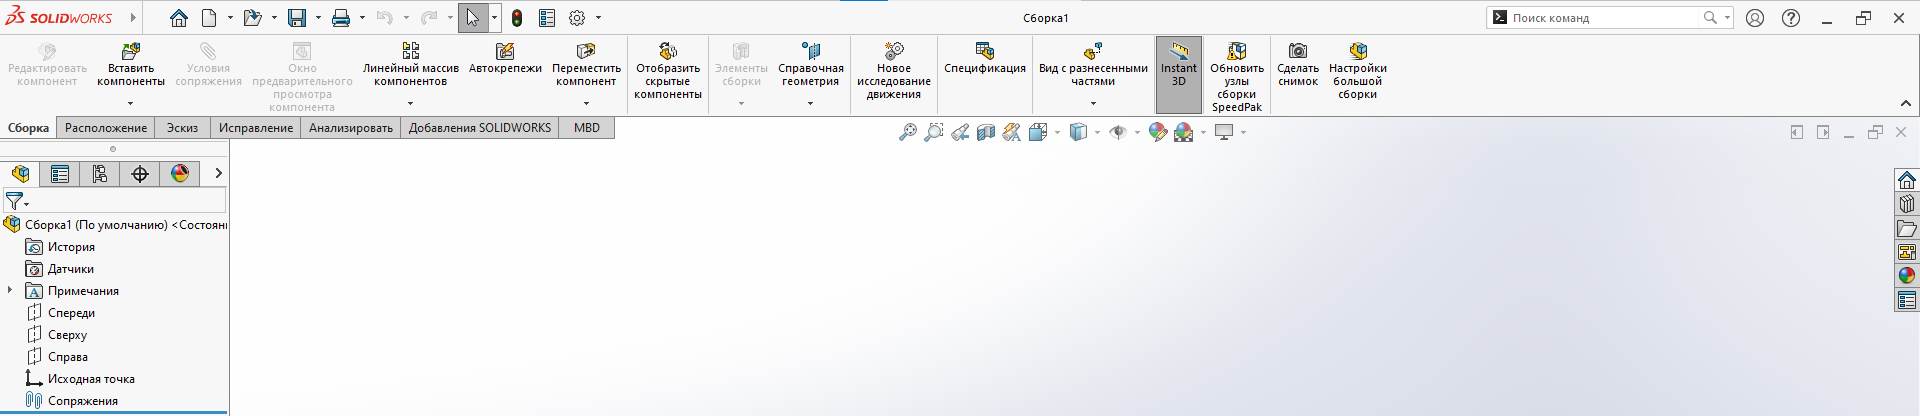 SOLIDWORKS
Сборка1
Поиск команд
Редактировать компонент
Вставить компоненты
Условия сопряжения
Окно предварительного просмотра компонента
Линейный массив компонентов
Автокрепежи
Переместить компонент
Отобразить скрытые компоненты
Элементы сборки
Справочная геометрия
Новое исследование движения
Спецификация
Вид с разнесенными частями
Instant 3D
Обновить узлы сборки SpeedPak
Сделать снимок
Настройки большой сборки
Сборка
Расположение
Эскиз
Исправление
Анализировать
Добавления SOLIDWORKS
MBD
Сборка1 (По умолчанию) <Состоян
История
Датчики
Примечания
Спереди
Сверху
Справа
Исходная точка
Сопряжения